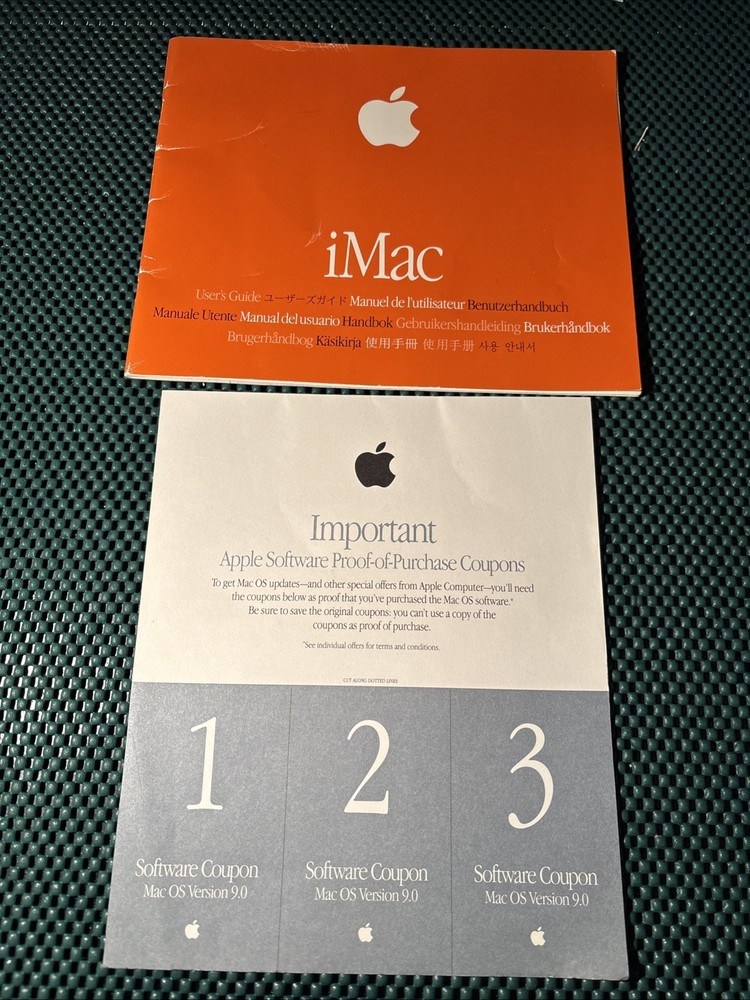 iMac
User's Guide ユーザーズガイド Manuel de l'utilisateur Benutzerhandbuch
Manuale Utente Manual del usuario Handbok Gebruikershandleiding Brukerhåndbok
Brugerhåndbog Käsikirja 使用手冊 使用手册 사용 안내서
Important
Apple Software Proof-of-Purchase Coupons
To get Mac OS updates—and other special offers from Apple Computer—you'll need
the coupons below as proof that you've purchased the Mac OS software.*
Be sure to save the original coupons: you can't use a copy of the
coupons as proof of purchase.
*See individual offers for terms and conditions.
CUT ALONG DOTTED LINES
1
Software Coupon
Mac OS Version 9.0
2
Software Coupon
Mac OS Version 9.0
3
Software Coupon
Mac OS Version 9.0